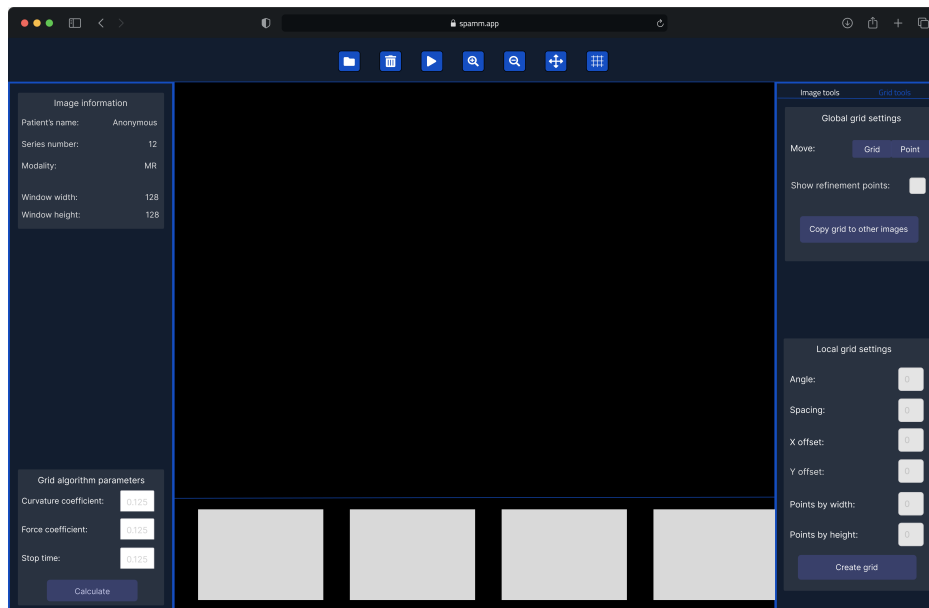 spamm.app
Image information
Patient's name: Anonymous
Series number: 12
Modality: MR
Window width: 128
Window height: 128
Grid algorithm parameters
Curvature coefficient: 0.125
Force coefficient: 0.125
Stop time: 0.125
Calculate
Image tools Grid tools
Global grid settings
Move: Grid Point
Show refinement points:
Copy grid to other images
Local grid settings
Angle: 0
Spacing: 0
X offset: 0
Y offset: 0
Points by width: 0
Points by height: 0
Create grid